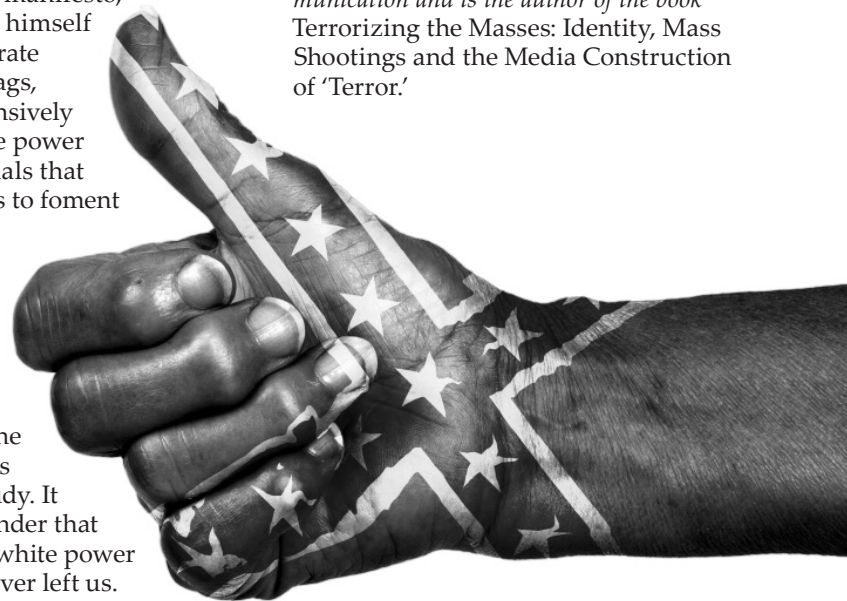 manifesto,
himself
rate
ags,
nsively
e power
als that
s to foment
ne
s
dy. It
nder that
white power
ver left us.
munication and is the author of the book
Terrorizing the Masses: Identity, Mass
Shootings and the Media Construction
of ‘Terror.’